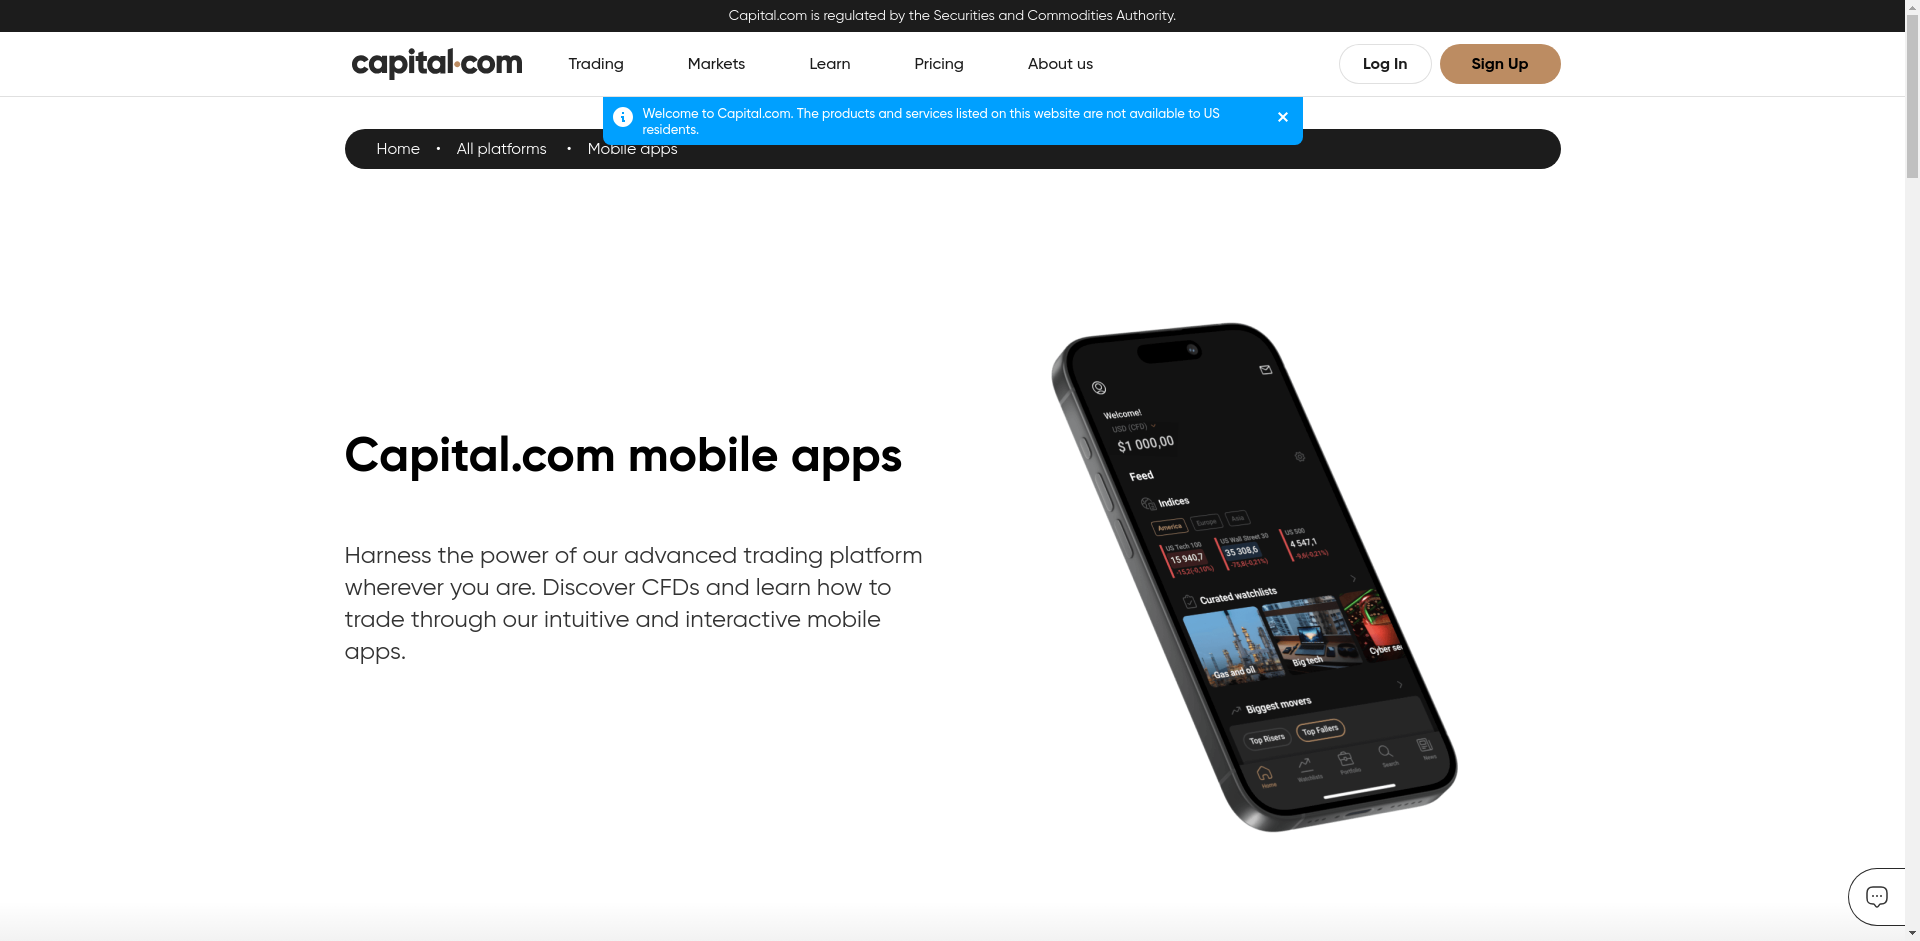 Capital.com is regulated by the Securities and Commodities Authority.
capital.com
Trading
Markets
Learn
Pricing
About us
Log In
Sign Up
Welcome to Capital.com. The products and services listed on this website are not available to US
residents.
Home • All platforms • Mobile apps
Capital.com mobile apps
Harness the power of our advanced trading platform
wherever you are. Discover CFDs and learn how to
trade through our intuitive and interactive mobile
apps.
Welcome!
USD (CFD)
$1 000,00
Feed
Indices
America
Europe
Asia
US Tech 100
15 940,7
-15,2(-0,10%)
US Wall Street 30
35 308,6
-75,8(-0,21%)
US 500
4 547,1
-9,6(-0,21%)
Curated watchlists
Gas and oil
Big tech
Cyber se
Biggest movers
Top Risers
Top Fallers
Home
Watchlists
Portfolio
Search
News